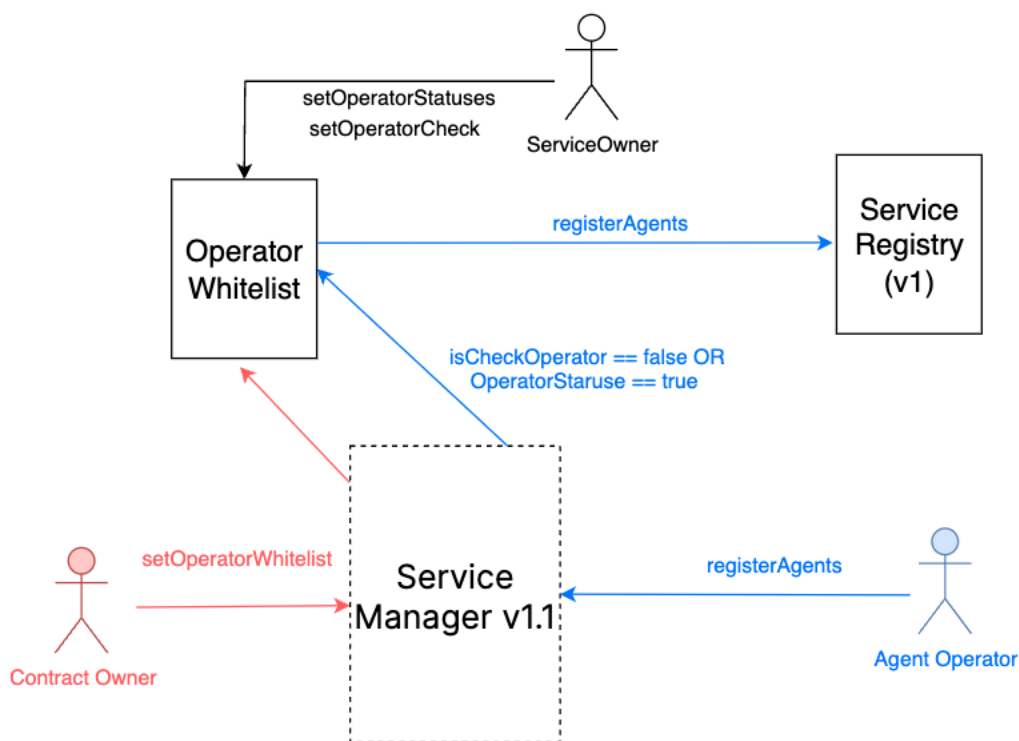 setOperatorStatuses
setOperatorCheck
ServiceOwner
Operator
Whitelist
registerAgents
Service
Registry
(v1)
isCheckOperator == false OR
OperatorStaruse == true
setOperatorWhitelist
Service
Manager v1.1
registerAgents
Contract Owner
Agent Operator